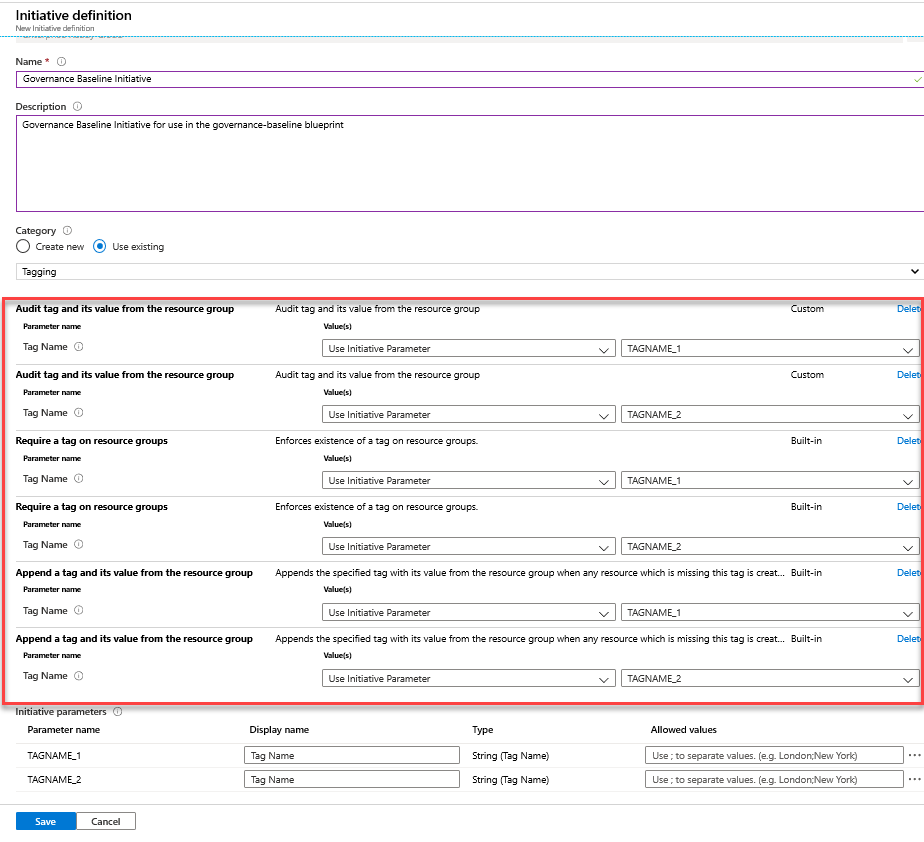 Initiative definition
New Initiative definition
Name *
Governance Baseline Initiative
Description
Governance Baseline Initiative for use in the governance-baseline blueprint
Category
Create new Use existing
Tagging
Audit tag and its value from the resource group Audit tag and its value from the resource group Custom Delete
Parameter name Value(s)
Tag Name Use Initiative Parameter TAGNAME_1
Audit tag and its value from the resource group Audit tag and its value from the resource group Custom Delete
Parameter name Value(s)
Tag Name Use Initiative Parameter TAGNAME_2
Require a tag on resource groups Enforces existence of a tag on resource groups. Built-in Delete
Parameter name Value(s)
Tag Name Use Initiative Parameter TAGNAME_1
Require a tag on resource groups Enforces existence of a tag on resource groups. Built-in Delete
Parameter name Value(s)
Tag Name Use Initiative Parameter TAGNAME_2
Append a tag and its value from the resource group Appends the specified tag with its value from the resource group when any resource which is missing this tag is creat... Built-in Delete
Parameter name Value(s)
Tag Name Use Initiative Parameter TAGNAME_1
Append a tag and its value from the resource group Appends the specified tag with its value from the resource group when any resource which is missing this tag is creat... Built-in Delete
Parameter name Value(s)
Tag Name Use Initiative Parameter TAGNAME_2
Initiative parameters
Parameter name Display name Type Allowed values
TAGNAME_1 Tag Name String (Tag Name) Use ; to separate values. (e.g. London;New York) ...
TAGNAME_2 Tag Name String (Tag Name) Use ; to separate values. (e.g. London;New York) ...
Save Cancel